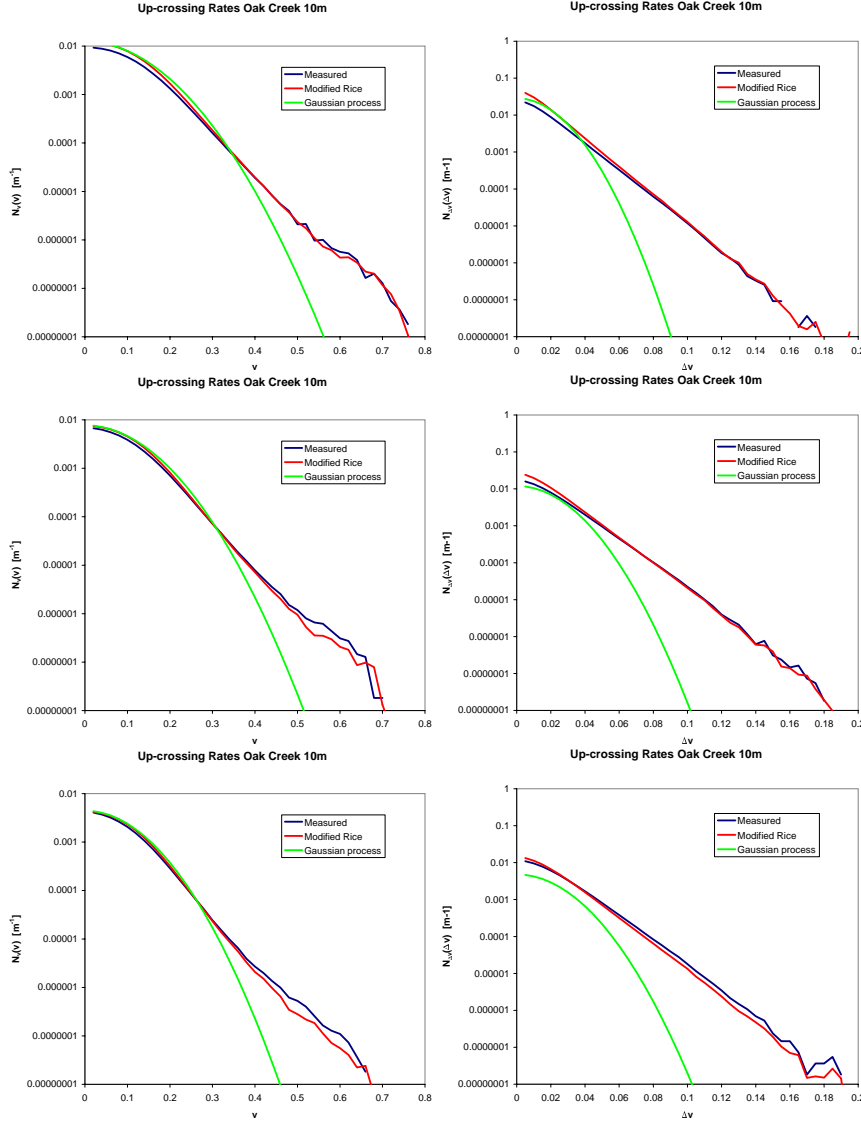 Up-crossing Rates Oak Creek 10m
0.01
0.001
0.0001
0.00001
0.000001
0.0000001
0.00000001
Nᵥ(v) [m⁻¹]
Measured
Modified Rice
Gaussian process
0 0.1 0.2 0.3 0.4 0.5 0.6 0.7 0.8
v
Up-crossing Rates Oak Creek 10m
1
0.1
0.01
0.001
0.0001
0.00001
0.000001
0.0000001
0.00000001
N_Δv(Δv) [m-1]
Measured
Modified Rice
Gaussian process
0 0.02 0.04 0.06 0.08 0.1 0.12 0.14 0.16 0.18 0.2
Δv
Up-crossing Rates Oak Creek 10m
0.01
0.001
0.0001
0.00001
0.000001
0.0000001
0.00000001
Nᵥ(v) [m⁻¹]
Measured
Modified Rice
Gaussian process
0 0.1 0.2 0.3 0.4 0.5 0.6 0.7 0.8
v
Up-crossing Rates Oak Creek 10m
1
0.1
0.01
0.001
0.0001
0.00001
0.000001
0.0000001
0.00000001
N_Δv(Δv) [m-1]
Measured
Modified Rice
Gaussian process
0 0.02 0.04 0.06 0.08 0.1 0.12 0.14 0.16 0.18 0.2
Δv
Up-crossing Rates Oak Creek 10m
0.01
0.001
0.0001
0.00001
0.000001
0.0000001
0.00000001
Nᵥ(v) [m⁻¹]
Measured
Modified Rice
Gaussian process
0 0.1 0.2 0.3 0.4 0.5 0.6 0.7 0.8
v
Up-crossing Rates Oak Creek 10m
1
0.1
0.01
0.001
0.0001
0.00001
0.000001
0.0000001
0.00000001
N_Δv(Δv) [m-1]
Measured
Modified Rice
Gaussian process
0 0.02 0.04 0.06 0.08 0.1 0.12 0.14 0.16 0.18 0.2
Δv